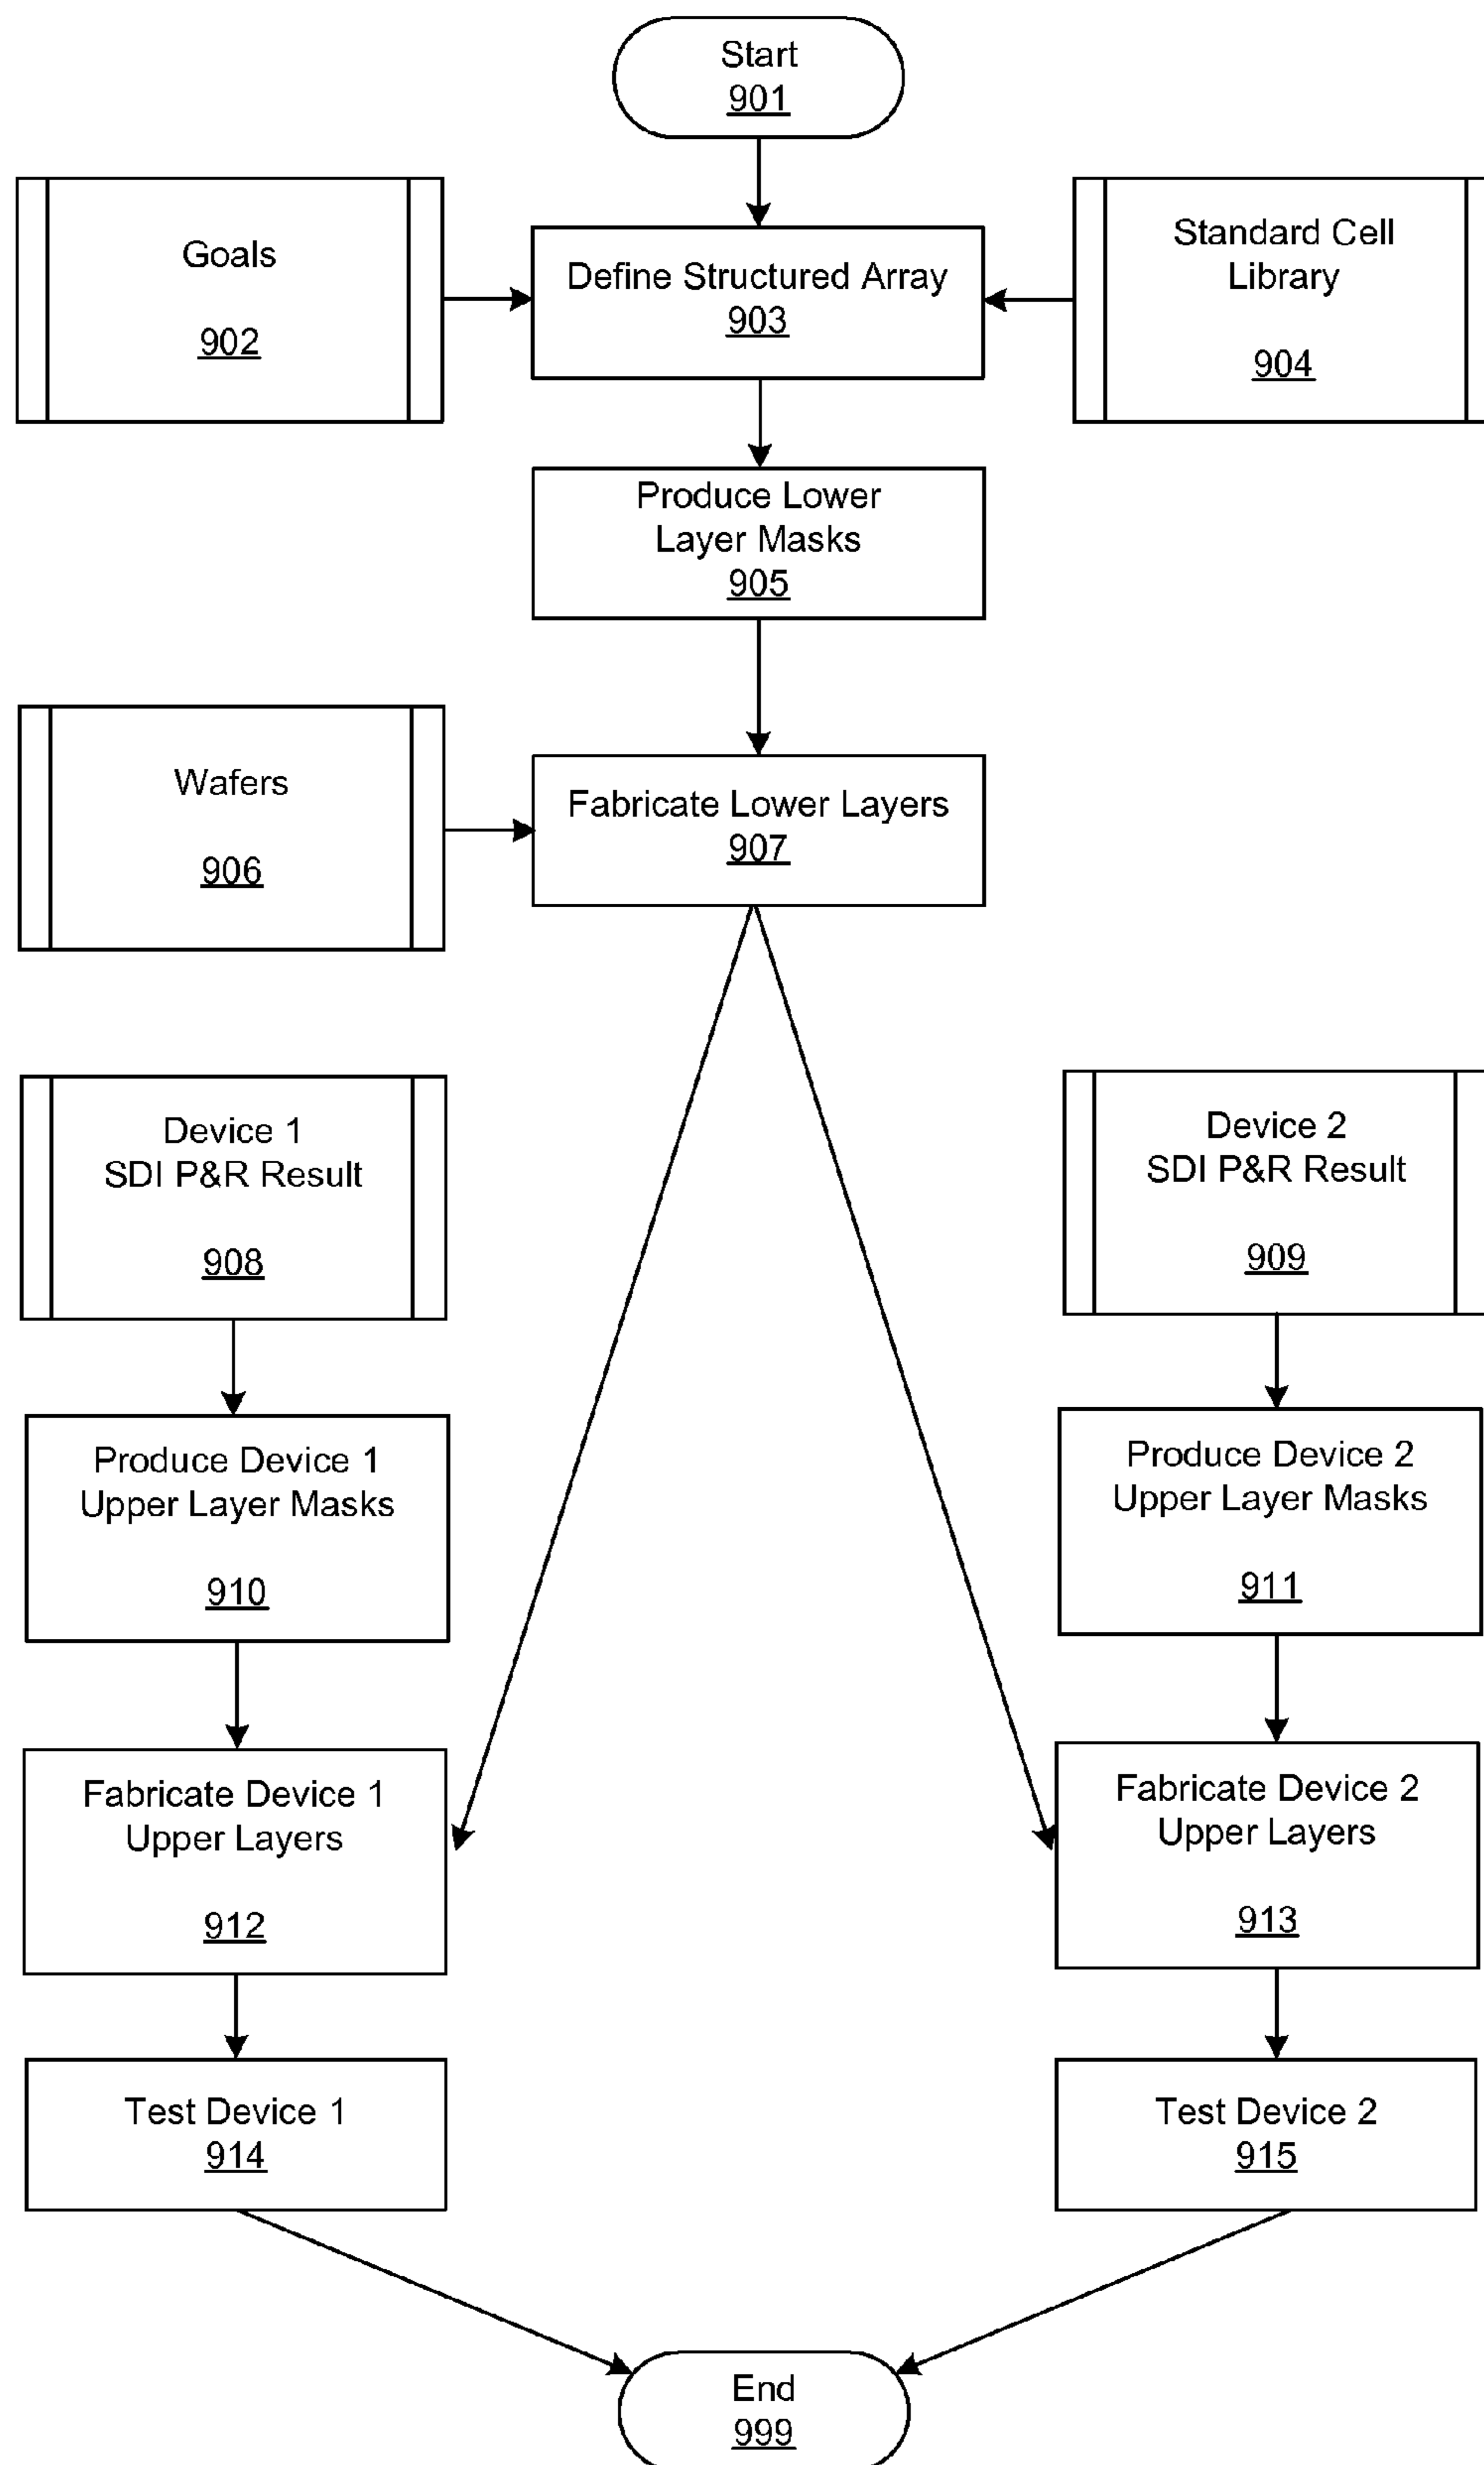 Start
901
Goals
902
Define Structured Array
903
Standard Cell
Library
904
Produce Lower
Layer Masks
905
Wafers
906
Fabricate Lower Layers
907
Device 1
SDI P&R Result
908
Device 2
SDI P&R Result
909
Produce Device 1
Upper Layer Masks
910
Produce Device 2
Upper Layer Masks
911
Fabricate Device 1
Upper Layers
912
Fabricate Device 2
Upper Layers
913
Test Device 1
914
Test Device 2
915
End
999